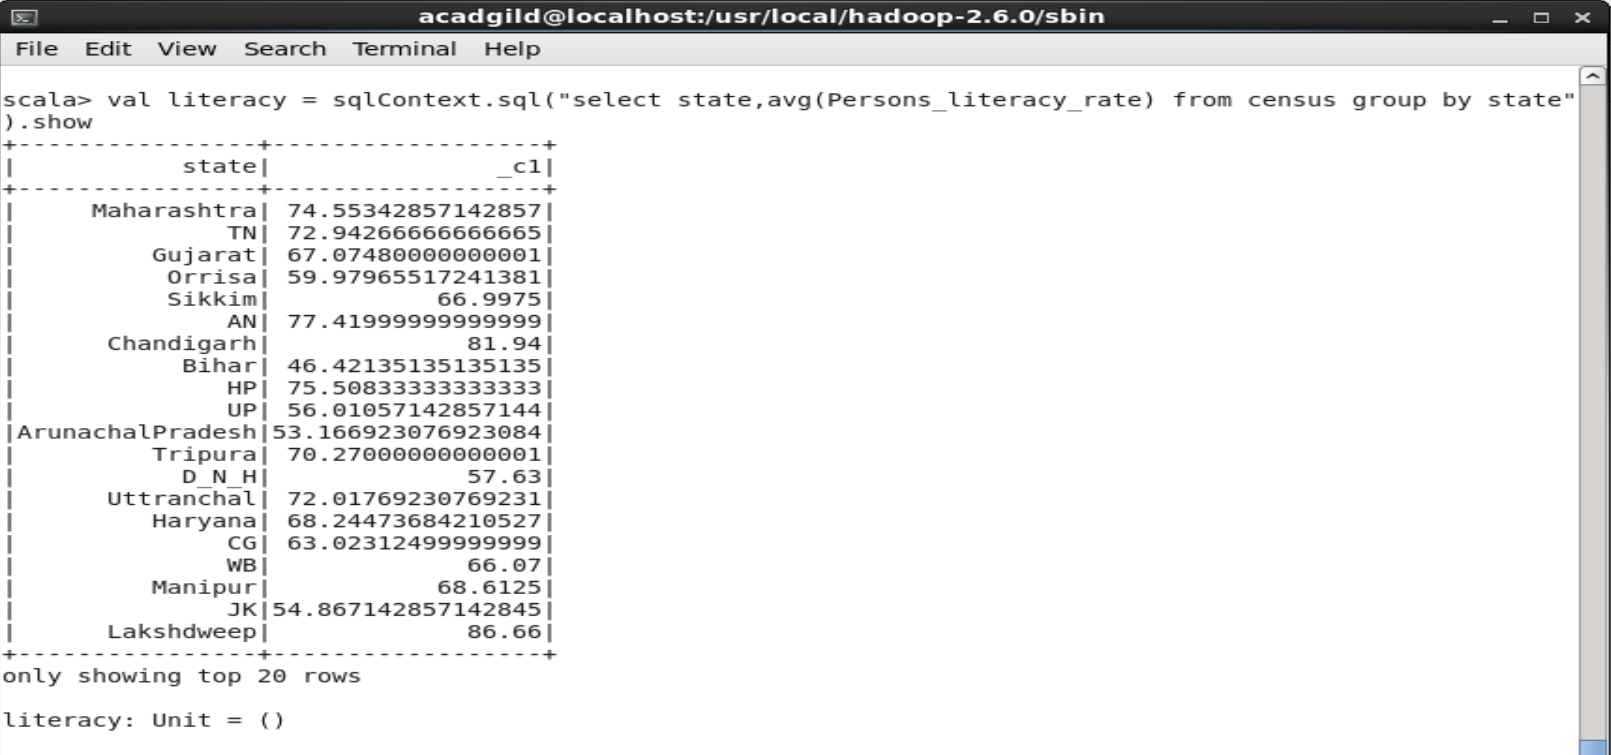 acadgild@localhost:/usr/local/hadoop-2.6.0/sbin
File Edit View Search Terminal Help
scala> val literacy = sqlContext.sql("select state,avg(Persons_literacy_rate) from census group by state"
).show
+----------------+------------------+
|           state|               _c1|
+----------------+------------------+
|     Maharashtra| 74.55342857142857|
|              TN| 72.94266666666665|
|         Gujarat| 67.07480000000001|
|          Orrisa| 59.97965517241381|
|          Sikkim|           66.9975|
|              AN| 77.41999999999999|
|      Chandigarh|             81.94|
|           Bihar| 46.42135135135135|
|              HP| 75.50833333333333|
|              UP| 56.01057142857144|
|ArunachalPradesh|53.166923076923084|
|         Tripura| 70.27000000000001|
|           D_N_H|             57.63|
|      Uttranchal| 72.01769230769231|
|         Haryana| 68.24473684210527|
|              CG| 63.02312499999999|
|              WB|             66.07|
|         Manipur|           68.6125|
|              JK|54.867142857142845|
|      Lakshdweep|             86.66|
+----------------+------------------+
only showing top 20 rows
literacy: Unit = ()